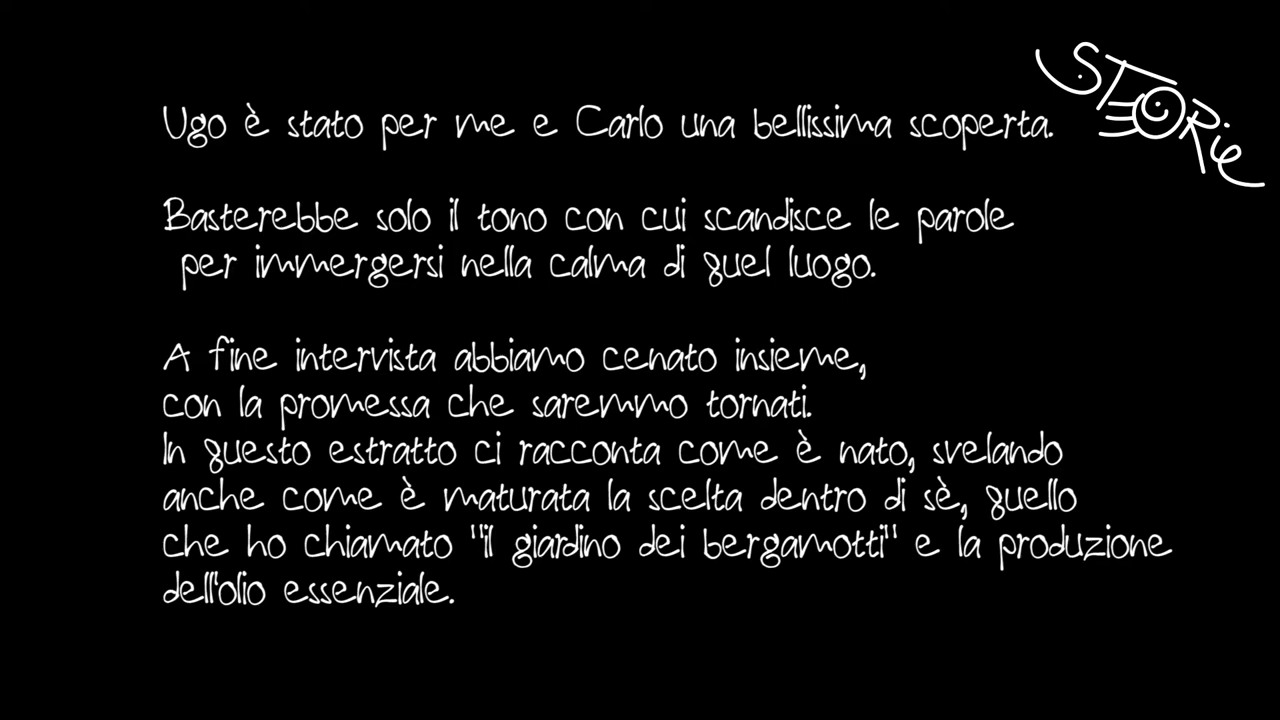 STORie
Ugo è stato per me e Carlo una bellissima scoperta.
Basterebbe solo il tono con cui scandisce le parole
per immergersi nella calma di quel luogo.
A fine intervista abbiamo cenato insieme,
con la promessa che saremmo tornati.
In questo estratto ci racconta come è nato, svelando
anche come è maturata la scelta dentro di sè, quello
che ho chiamato "il giardino dei bergamotti" e la produzione
dell'olio essenziale.